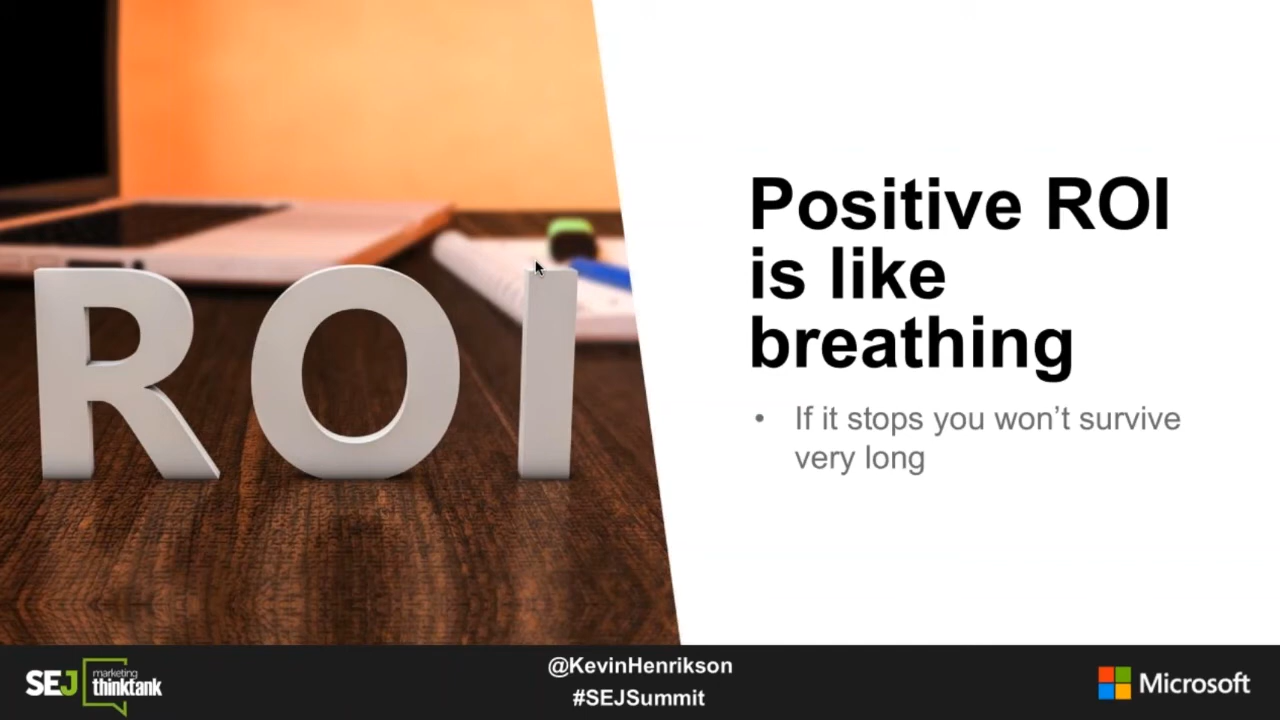 ROI
Positive ROI
is like
breathing
• If it stops you won’t survive
very long
SEJ marketing
thinktank
@KevinHenrikson
#SEJSummit
Microsoft